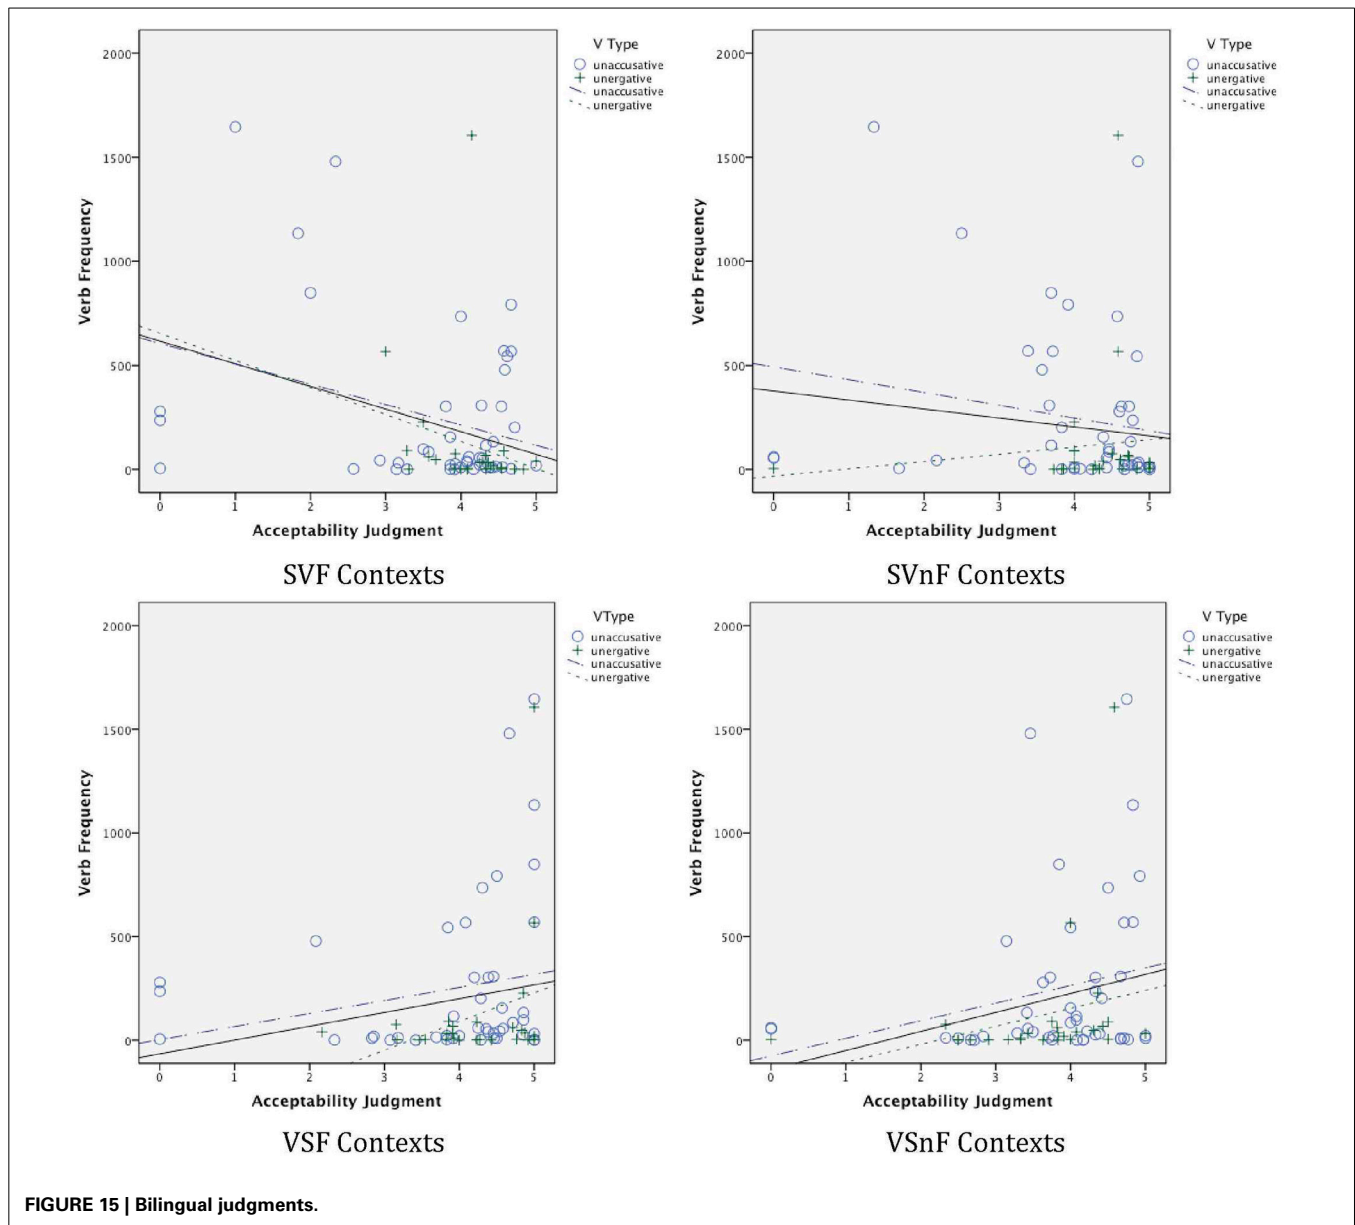 V Type
unaccusative
unergative
unaccusative
unergative
2000
1500
1000
500
0
Verb Frequency
0 1 2 3 4 5
Acceptability Judgment
SVF Contexts
V Type
unaccusative
unergative
unaccusative
unergative
2000
1500
1000
500
0
Verb Frequency
0 1 2 3 4 5
Acceptability Judgment
SVnF Contexts
VType
unaccusative
unergative
unaccusative
unergative
2000
1500
1000
500
0
Verb Frequency
0 1 2 3 4 5
Acceptability Judgment
VSF Contexts
V Type
unaccusative
unergative
unaccusative
unergative
2000
1500
1000
500
0
Verb Frequency
0 1 2 3 4 5
Acceptability Judgment
VSnF Contexts
FIGURE 15 | Bilingual judgments.